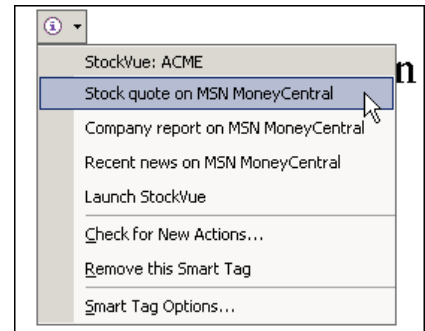 StockVue: ACME
n
Stock quote on MSN MoneyCentral
Company report on MSN MoneyCentral
Recent news on MSN MoneyCentral
Launch StockVue
Check for New Actions...
Remove this Smart Tag
Smart Tag Options...